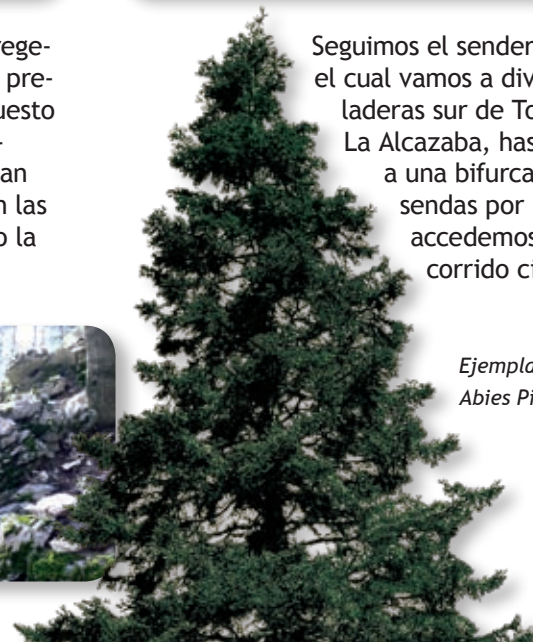 ege-
pre-
uesto
-
an
n las
o la
Seguimos el sender
el cual vamos a div
laderas sur de To
La Alcazaba, has
a una bifurca
sendas por
accedemos
corrido ci
Ejempla
Abies Pi